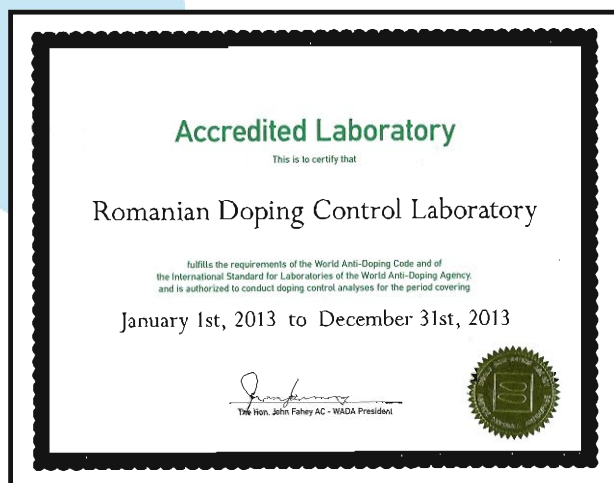 Accredited Laboratory
This is to certify that
Romanian Doping Control Laboratory
fulfills the requirements of the World Anti-Doping Code and of
the International Standard for Laboratories of the World Anti-Doping Agency,
and is authorized to conduct doping control analyses for the period covering
January 1st, 2013 to December 31st, 2013
The Hon. John Fahey AC - WADA President